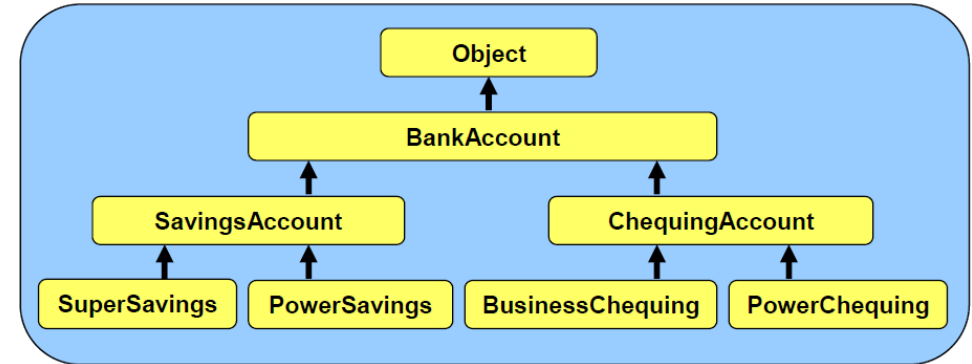 Object
BankAccount
SavingsAccount
ChequingAccount
SuperSavings
PowerSavings
BusinessChequing
PowerChequing